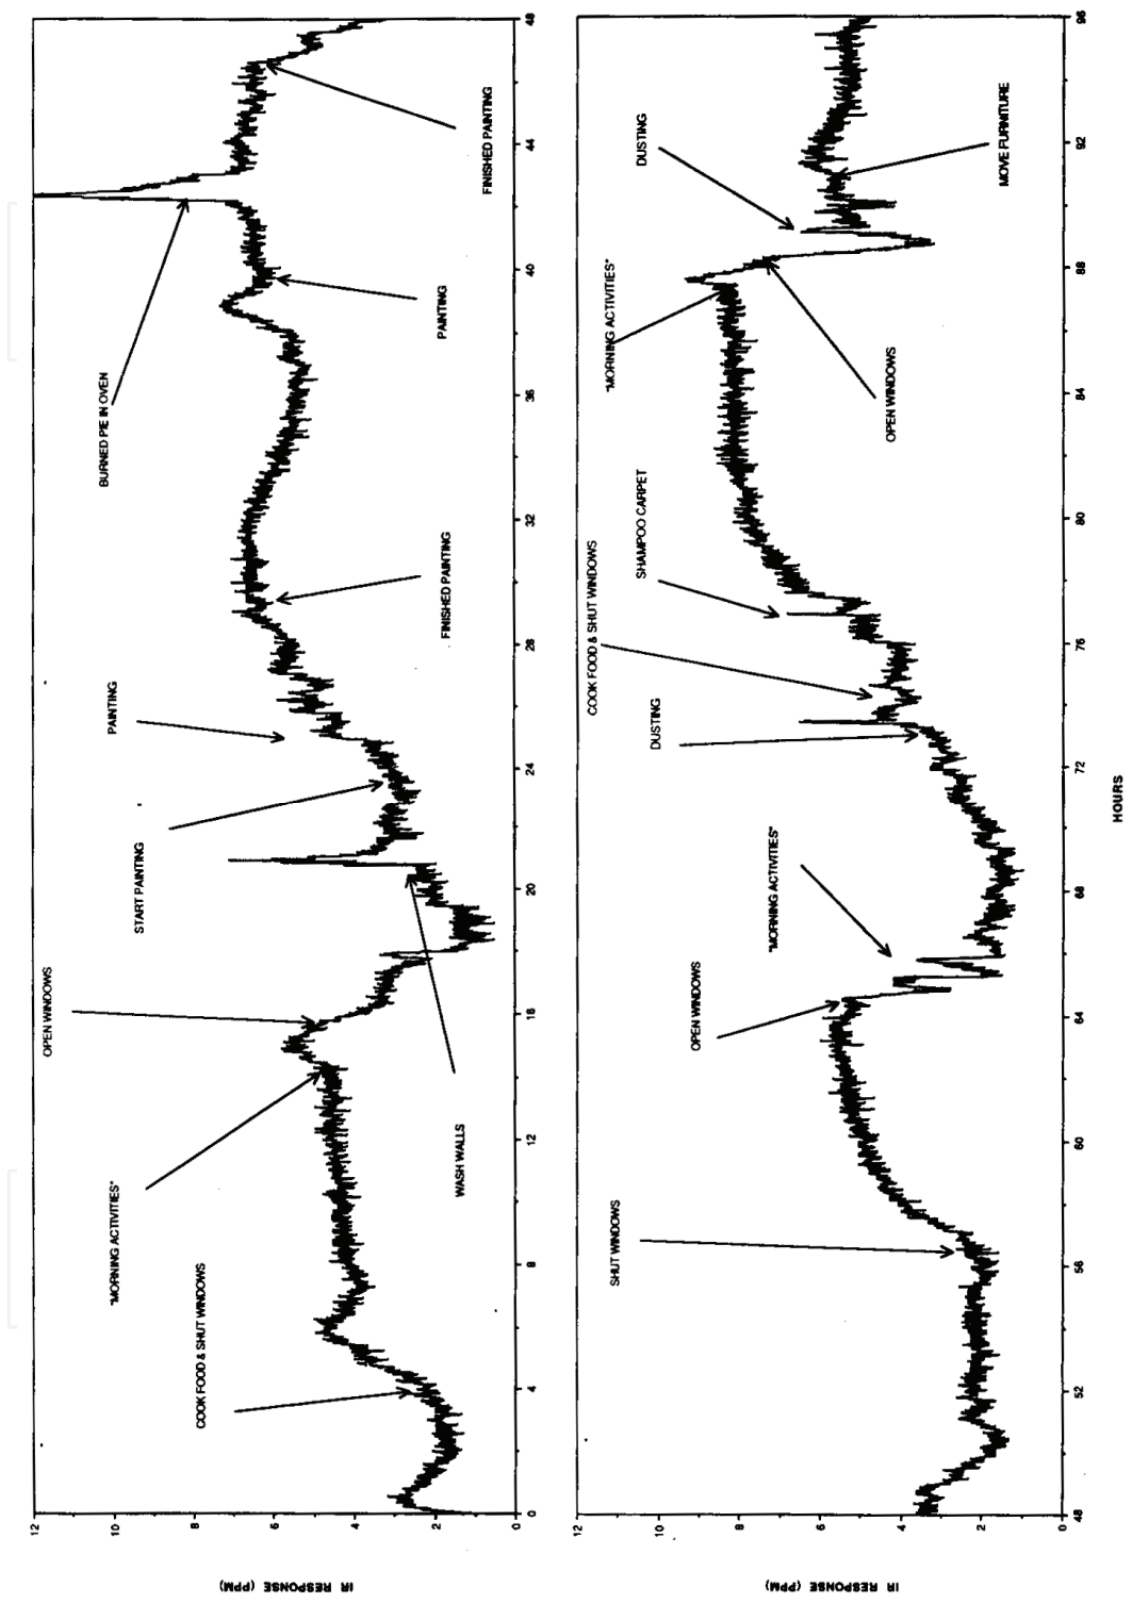 IR RESPONSE (PPM)
12
10
8
6
4
2
0
COOK FOOD & SHUT WINDOWS
"MORNING ACTIVITIES"
OPEN WINDOWS
WASH WALLS
START PAINTING
PAINTING
FINISHED PAINTING
BURNED PIE IN OVEN
PAINTING
FINISHED PAINTING
0
4
8
12
16
20
24
28
32
36
40
44
48
IR RESPONSE (PPM)
12
10
8
6
4
2
0
SHUT WINDOWS
OPEN WINDOWS
"MORNING ACTIVITIES"
DUSTING
COOK FOOD & SHUT WINDOWS
SHAMPOO CARPET
"MORNING ACTIVITIES"
OPEN WINDOWS
DUSTING
MOVE FURNITURE
48
52
56
60
64
68
72
76
80
84
88
92
96
HOURS